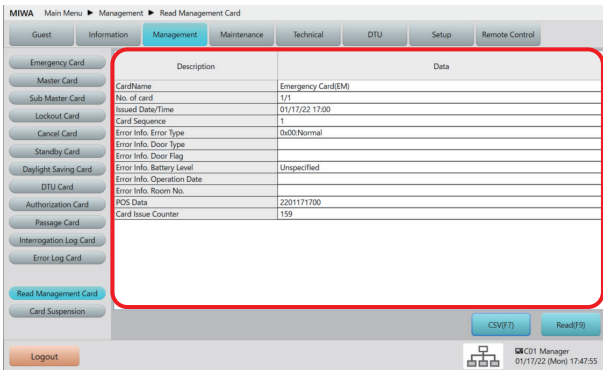 MIWA Main Menu ▶ Management ▶ Read Management Card
Guest Information Management Maintenance Technical DTU Setup Remote Control
Emergency Card
Master Card
Sub Master Card
Lockout Card
Cancel Card
Standby Card
Daylight Saving Card
DTU Card
Authorization Card
Passage Card
Interrogation Log Card
Error Log Card
Read Management Card
Card Suspension
Description Data
CardName Emergency Card(EM)
No. of card 1/1
Issued Date/Time 01/17/22 17:00
Card Sequence 1
Error Info. Error Type 0x00:Normal
Error Info. Door Type
Error Info. Door Flag
Error Info. Battery Level Unspecified
Error Info. Operation Date
Error Info. Room No.
POS Data 2201171700
Card Issue Counter 159
CSV(F7) Read(F9)
Logout
C01 Manager
01/17/22 (Mon) 17:47:55